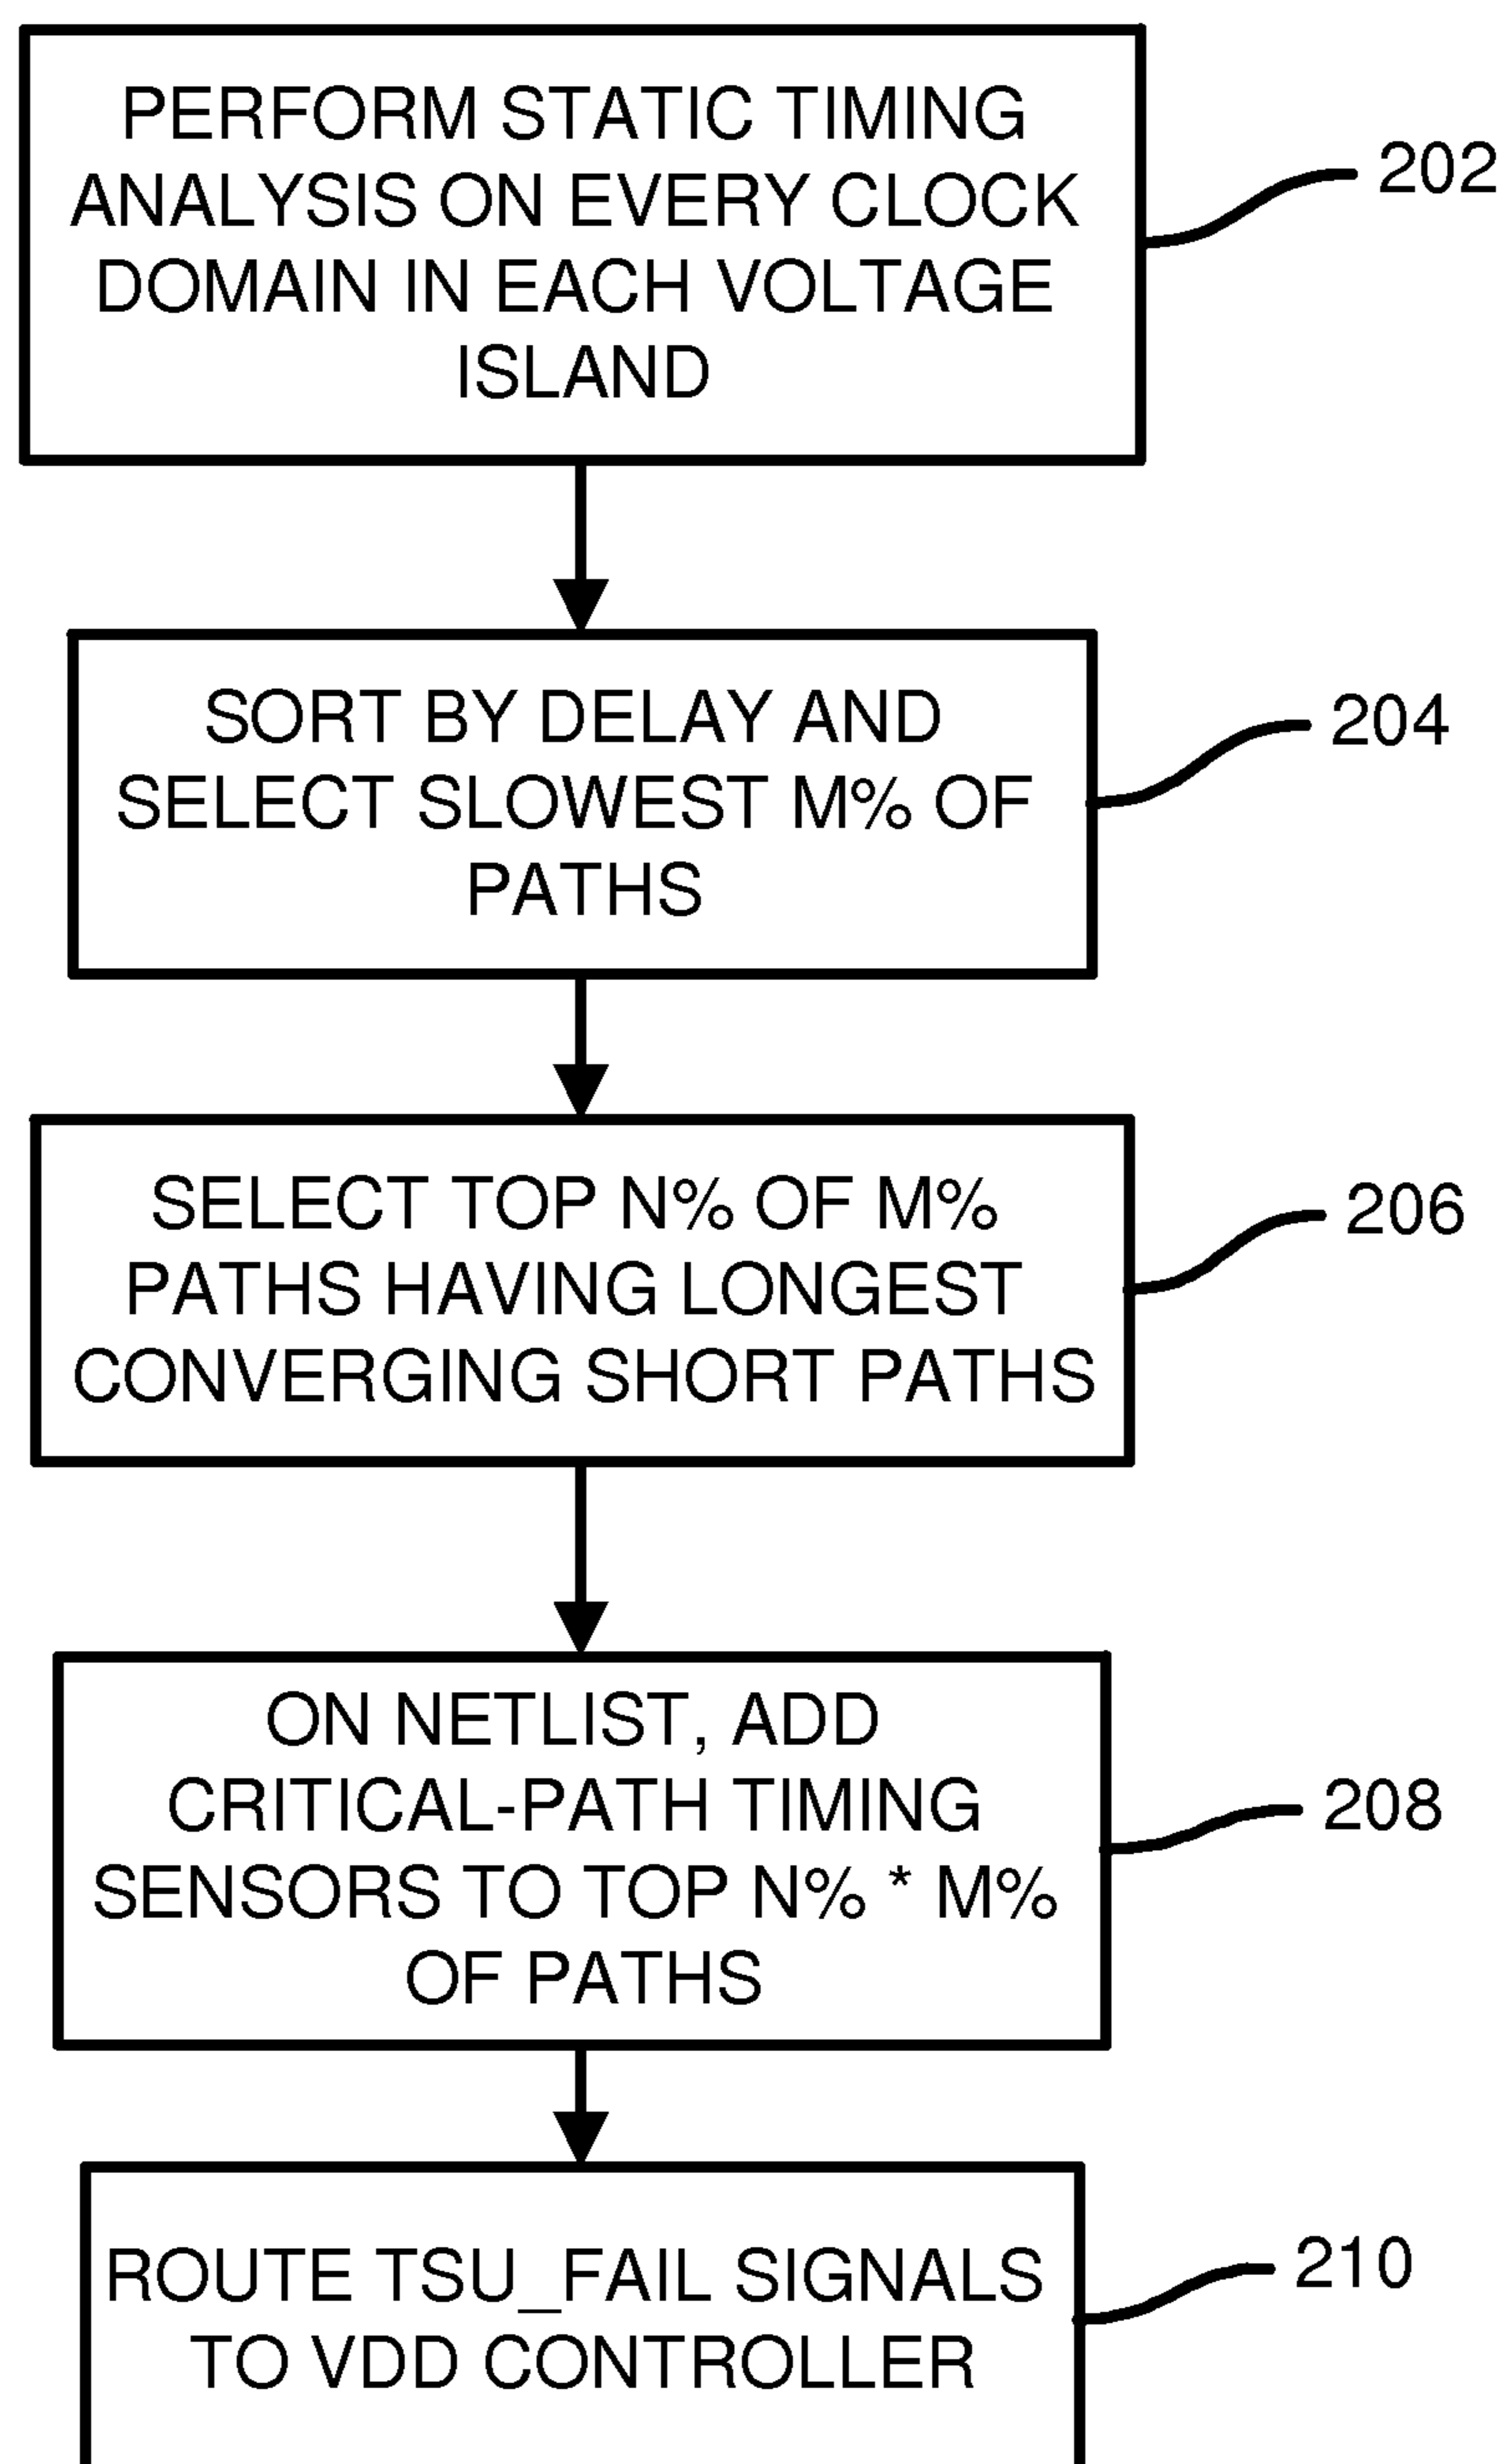 PERFORM STATIC TIMING
ANALYSIS ON EVERY CLOCK
DOMAIN IN EACH VOLTAGE
ISLAND
202
SORT BY DELAY AND
SELECT SLOWEST M% OF
PATHS
204
SELECT TOP N% OF M%
PATHS HAVING LONGEST
CONVERGING SHORT PATHS
206
ON NETLIST, ADD
CRITICAL-PATH TIMING
SENSORS TO TOP N% * M%
OF PATHS
208
ROUTE TSU_FAIL SIGNALS
TO VDD CONTROLLER
210